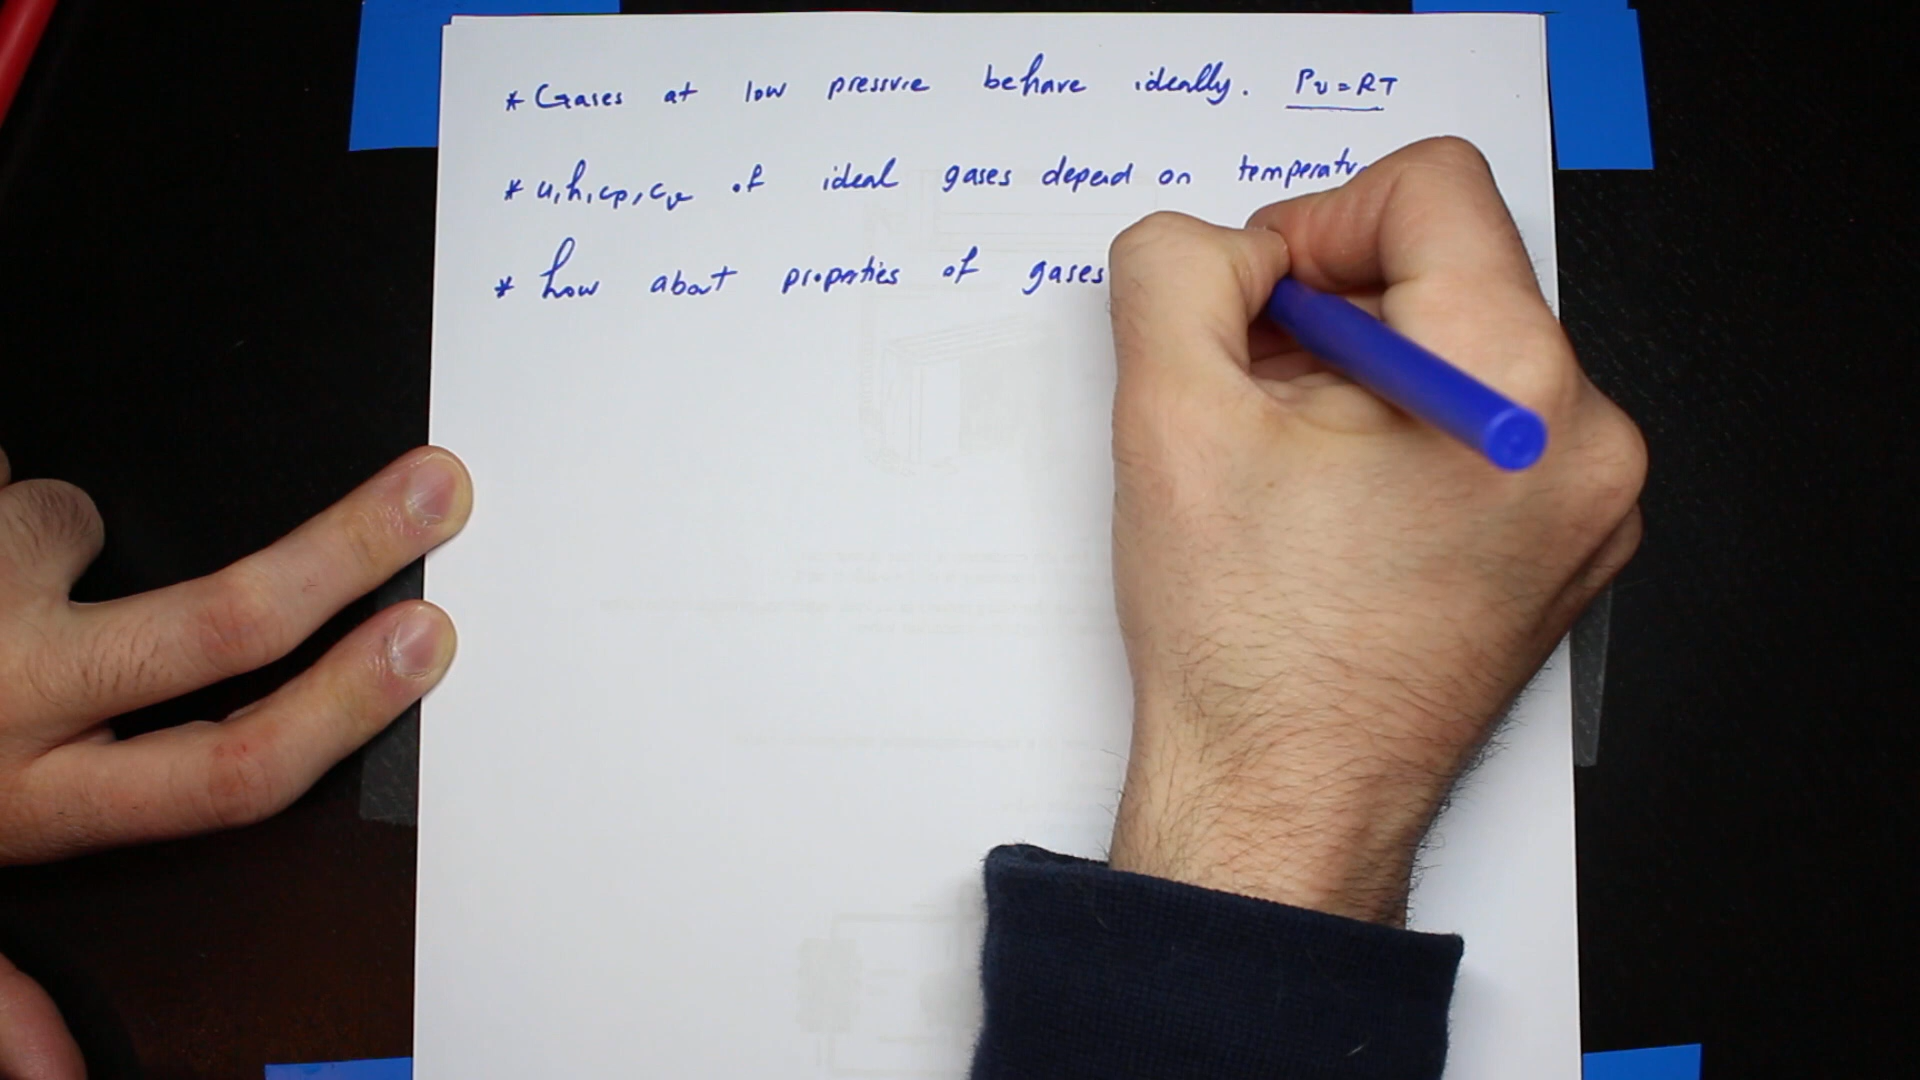 * Gases at low pressure behave ideally. Pv=RT
* u, h, cp, cv of ideal gases depend on
* how about properties of gases